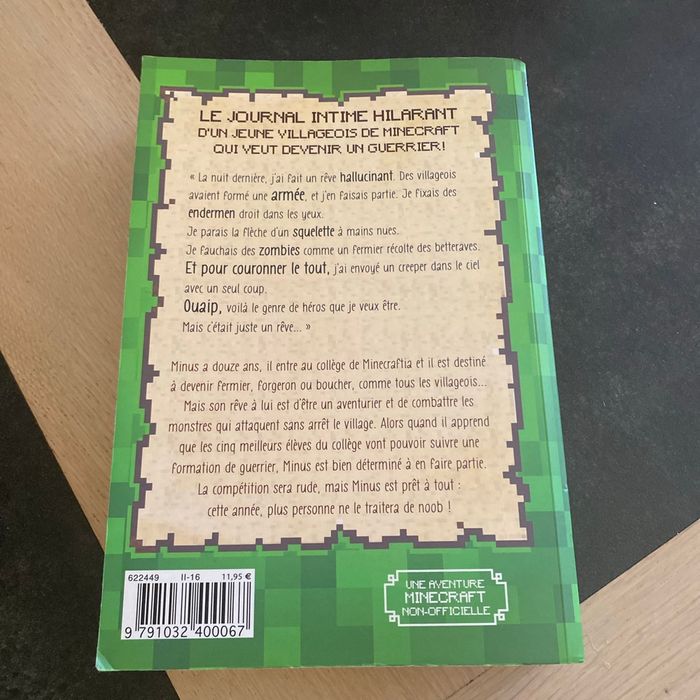 LE JOURNAL INTIME HILARANT
D'UN JEUNE VILLAGEOIS DE MINECRAFT
QUI VEUT DEVENIR UN GUERRIER!
« La nuit dernière, j'ai fait un rêve hallucinant. Des villageois
avaient formé une armée, et j'en faisais partie. Je fixais des
endermen droit dans les yeux.
Je parais la flèche d'un squelette à mains nues.
Je fauchais des zombies comme un fermier récolte des betteraves.
Et pour couronner le tout, j'ai envoyé un creeper dans le ciel
avec un seul coup.
Ouaip, voilà le genre de héros que je veux être.
Mais c'était juste un rêve... »
Minus a douze ans, il entre au collège de Minecraftia et il est destiné
à devenir fermier, forgeron ou boucher, comme tous les villageois...
Mais son rêve à lui est d'être un aventurier et de combattre les
monstres qui attaquent sans arrêt le village. Alors quand il apprend
que les cinq meilleurs élèves du collège vont pouvoir suivre une
formation de guerrier, Minus est bien déterminé à en faire partie.
La compétition sera rude, mais Minus est prêt à tout :
cette année, plus personne ne le traitera de noob !
622449 II-16 11,95 €
9 791032 400067
UNE AVENTURE
MINECRAFT
NON-OFFICIELLE